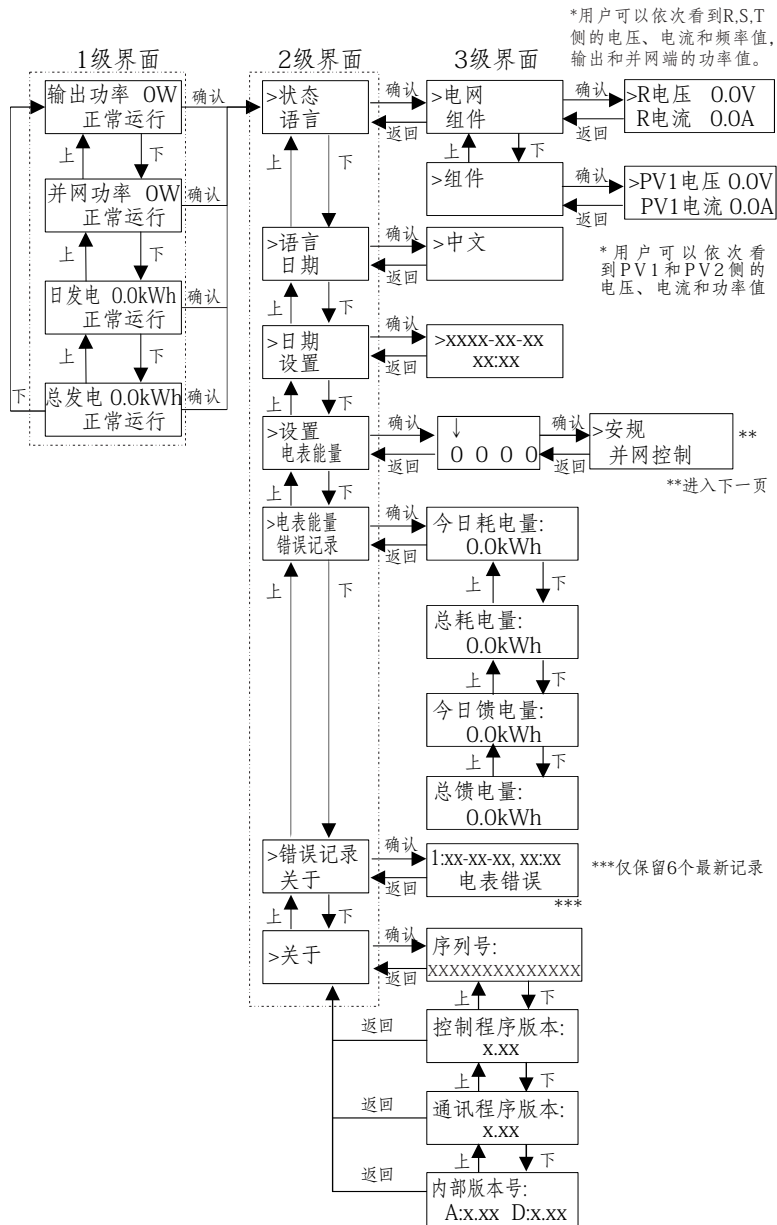 *用户可以依次看到R,S,T
侧的电压、电流和频率值，
输出和并网端的功率值。
1级界面
2级界面
3级界面
输出功率 0W
正常运行
确认
上
下
并网功率 0W
正常运行
确认
上
下
日发电 0.0kWh
正常运行
确认
上
下
下
总发电 0.0kWh
正常运行
确认
>状态
语言
确认
返回
>电网
组件
确认
返回
>R电压 0.0V
R电流 0.0A
上
下
上
下
>组件
确认
返回
>PV1电压 0.0V
PV1电流 0.0A
>语言
日期
确认
返回
>中文
*用户可以依次看
到PV1和PV2侧的
电压、电流和功率值
上
下
>日期
设置
确认
返回
>xxxx-xx-xx
xx:xx
上
下
>设置
电表能量
确认
返回
↓
0 0 0 0
确认
返回
>安规
并网控制
**
**进入下一页
上
下
>电表能量
错误记录
确认
返回
今日耗电量:
0.0kWh
上
下
上
下
总耗电量:
0.0kWh
上
下
今日馈电量:
0.0kWh
上
下
总馈电量:
0.0kWh
>错误记录
关于
确认
返回
1:xx-xx-xx, xx:xx
电表错误
***仅保留6个最新记录
***
上
下
>关于
确认
返回
序列号:
XXXXXXXXXXXXXX
上
下
返回
控制程序版本:
x.xx
上
下
返回
通讯程序版本:
x.xx
上
下
返回
内部版本号:
A:x.xx D:x.xx